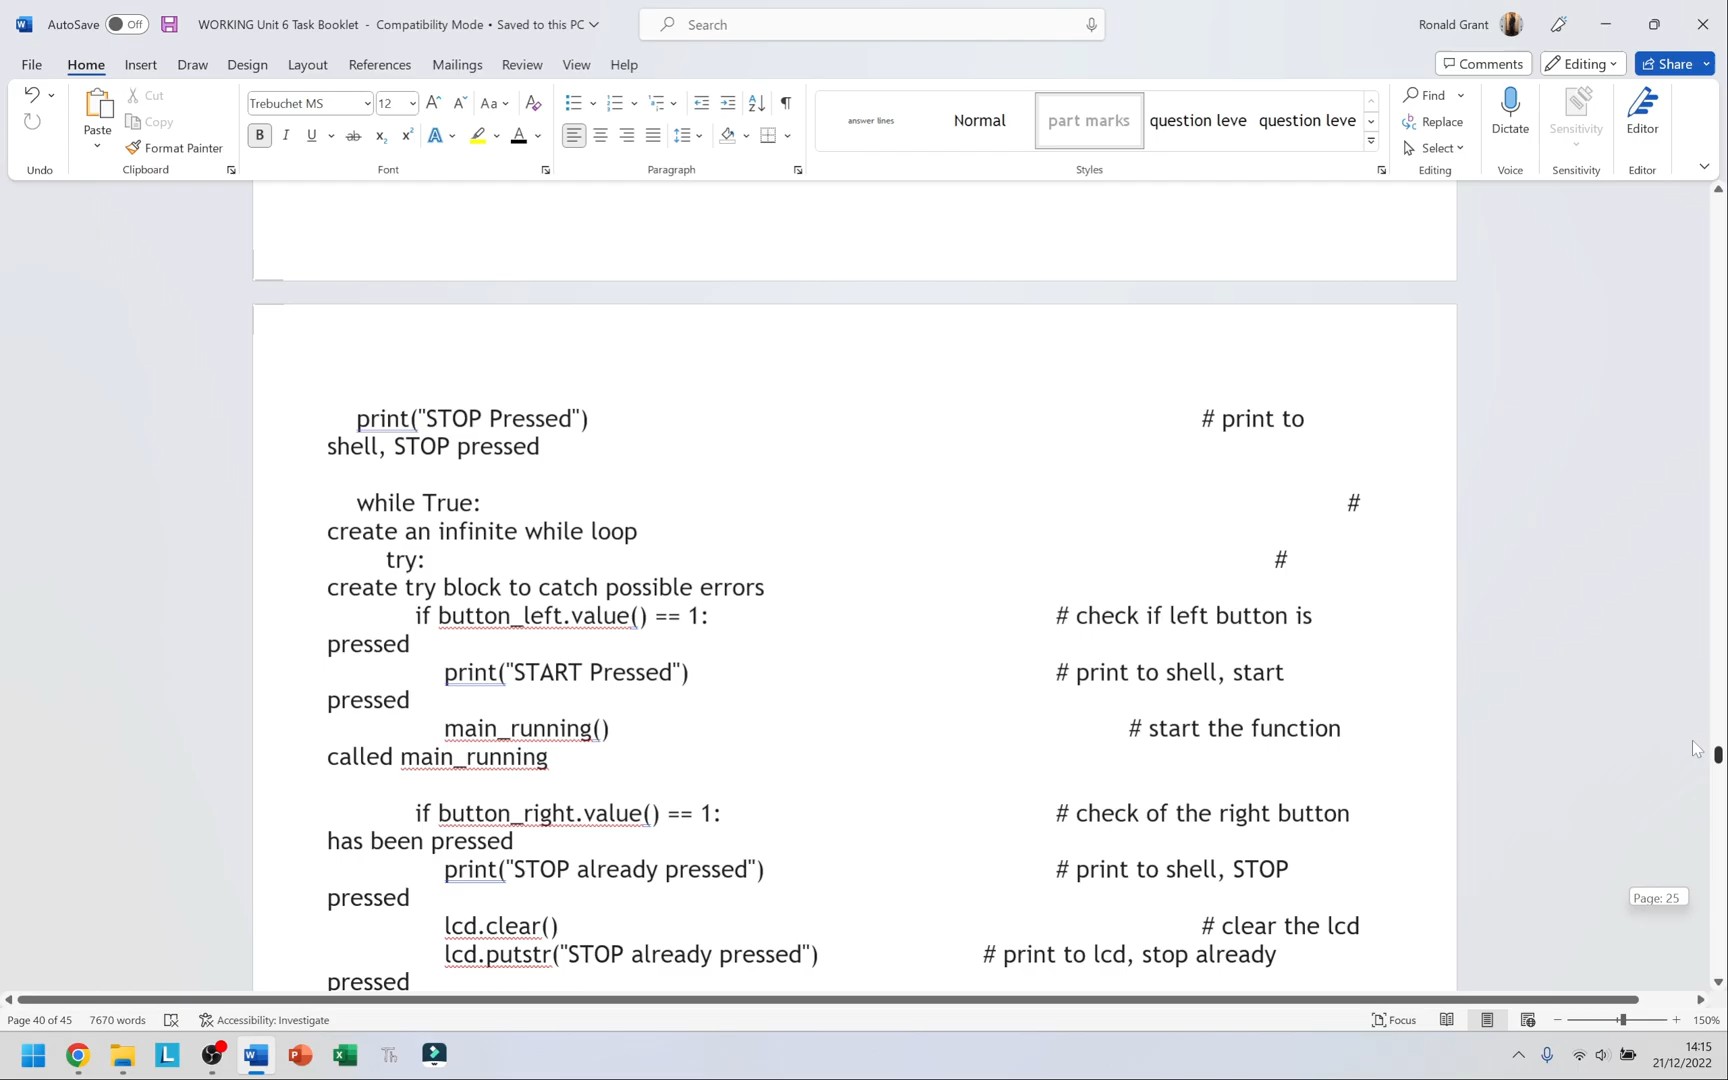 AutoSave Off WORKING Unit 6 Task Booklet - Compatibility Mode • Saved to this PC Search Ronald Grant
File Home Insert Draw Design Layout References Mailings Review View Help Comments Editing Share
Cut
Copy
Paste
Format Painter
Undo Clipboard
Trebuchet MS 12
Font
Paragraph
answer lines Normal part marks question leve question leve
Styles
Find
Replace
Select
Editing
Dictate
Voice
Sensitivity
Sensitivity
Editor
Editor
print("STOP Pressed") # print to
shell, STOP pressed
while True: #
create an infinite while loop
try: #
create try block to catch possible errors
if button_left.value() == 1: # check if left button is
pressed
print("START Pressed") # print to shell, start
pressed
main_running() # start the function
called main_running
if button_right.value() == 1: # check of the right button
has been pressed
print("STOP already pressed") # print to shell, STOP
pressed
lcd.clear() # clear the lcd
lcd.putstr("STOP already pressed") # print to lcd, stop already
pressed
Page: 25
Page 40 of 45 7670 words Accessibility: Investigate Focus 150%
14:15
21/12/2022